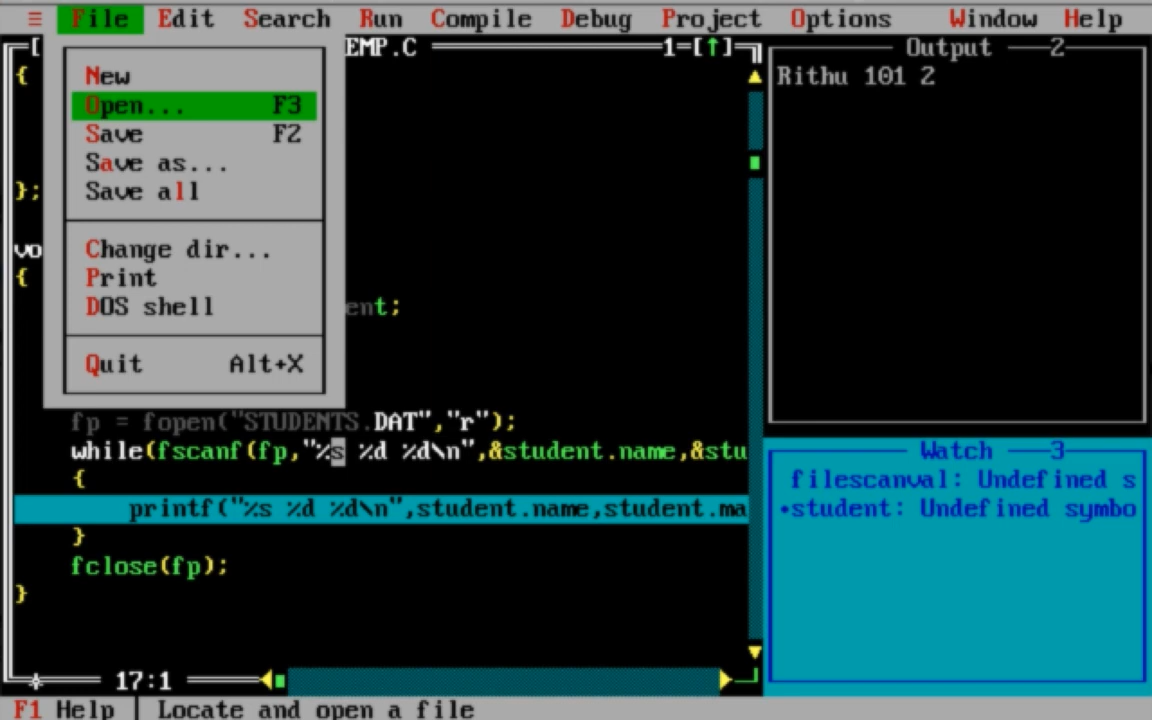 ≡ File Edit Search Run Compile Debug Project Options Window Help
[ EMP.C 1=[↑]
{
};
vo
{
ent;
fp = fopen("STUDENTS.DAT","r");
while(fscanf(fp,"%s %d %d\n",&student.name,&stu
{
printf("%s %d %d\n",student.name,student.ma
}
fclose(fp);
}
17:1
New
Open... F3
Save F2
Save as...
Save all
Change dir...
Print
DOS shell
Quit Alt+X
Output 2
Rithu 101 2
Watch 3
filescanval: Undefined s
•student: Undefined symbo
F1 Help | Locate and open a file